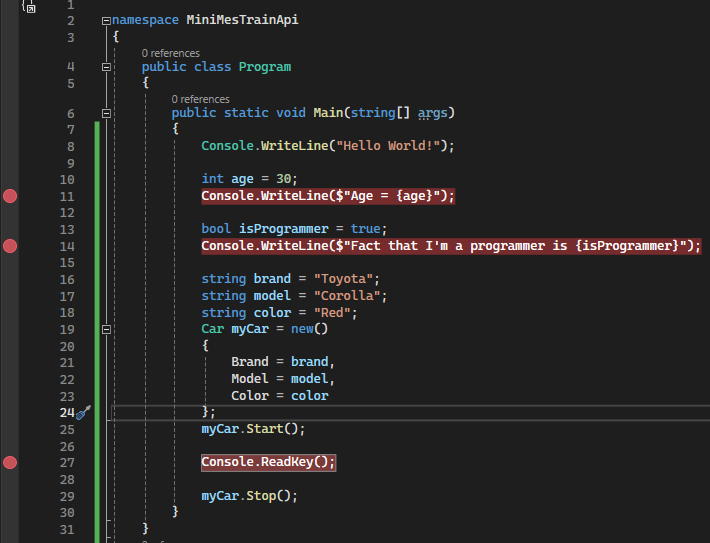 1
2 namespace MiniMesTrainApi
3 {
0 references
4 public class Program
5 {
0 references
6 public static void Main(string[] args)
7 {
8 Console.WriteLine("Hello World!");
9
10 int age = 30;
11 Console.WriteLine($"Age = {age}");
12
13 bool isProgrammer = true;
14 Console.WriteLine($"Fact that I'm a programmer is {isProgrammer}");
15
16 string brand = "Toyota";
17 string model = "Corolla";
18 string color = "Red";
19 Car myCar = new()
20 {
21 Brand = brand,
22 Model = model,
23 Color = color
24 };
25 myCar.Start();
26
27 Console.ReadKey();
28
29 myCar.Stop();
30 }
31 }